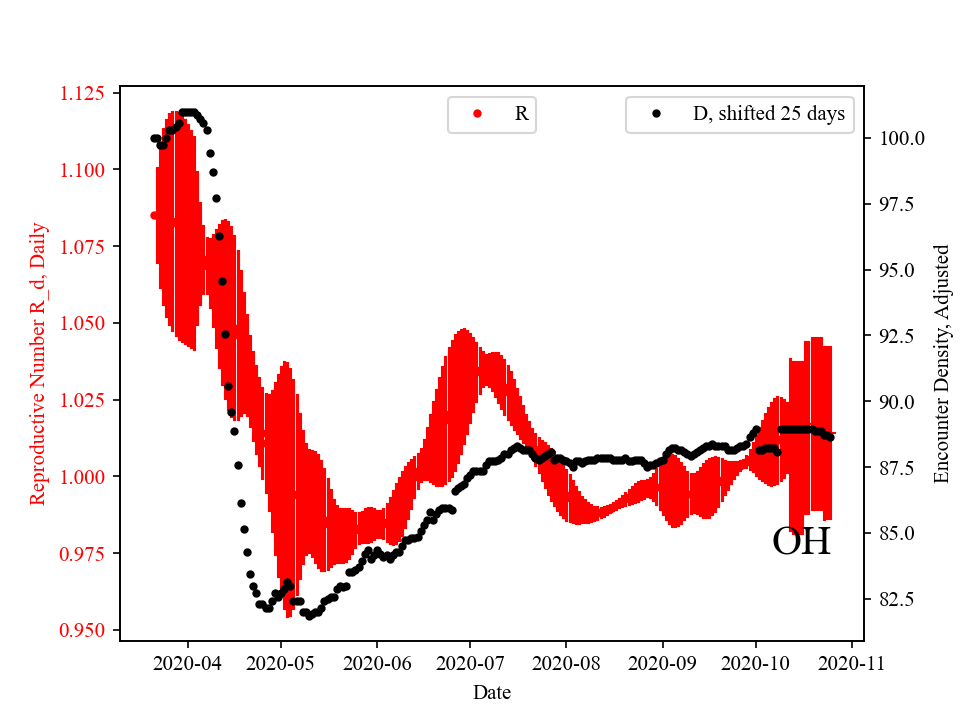 R
D, shifted 25 days
1.125
1.100
1.075
1.050
1.025
1.000
0.975
0.950
Reproductive Number R_d, Daily
100.0
97.5
95.0
92.5
90.0
87.5
85.0
82.5
Encounter Density, Adjusted
OH
2020-04 2020-05 2020-06 2020-07 2020-08 2020-09 2020-10 2020-11
Date